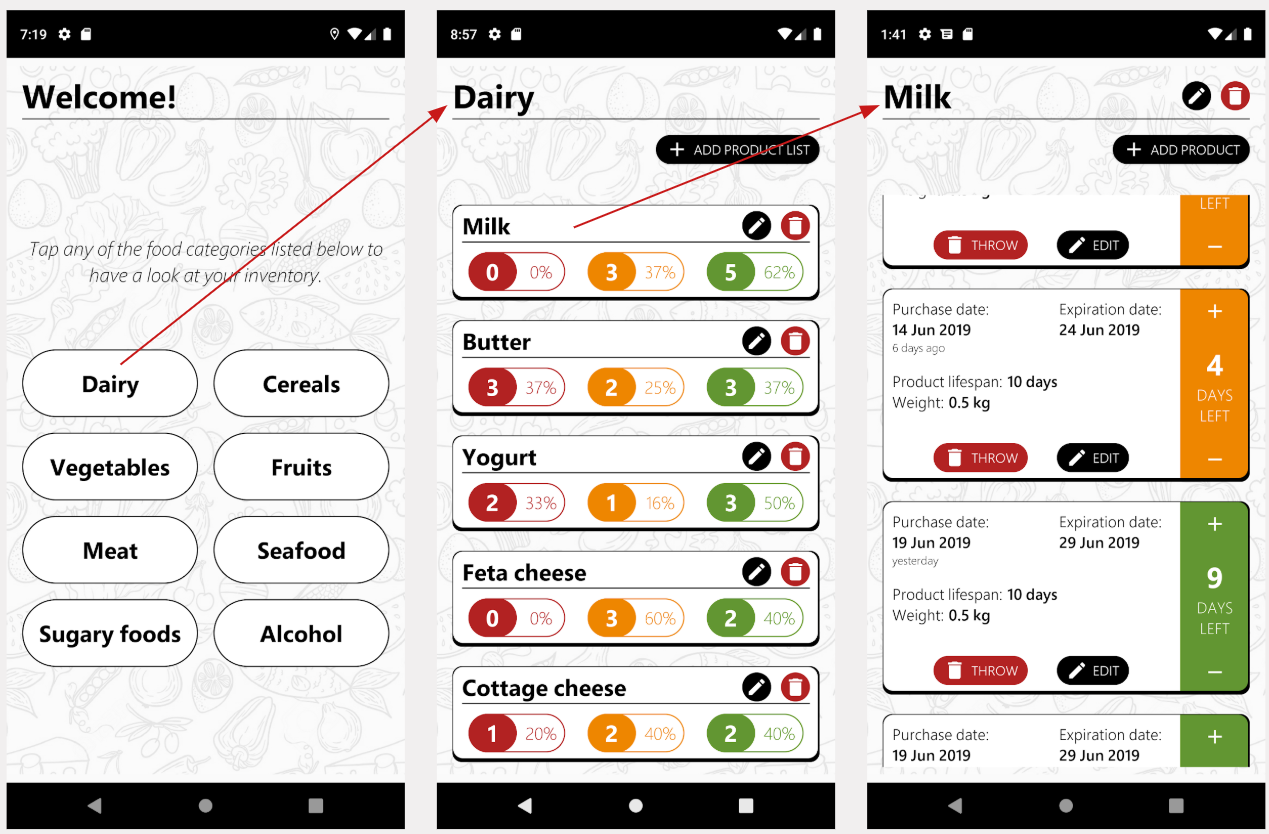 7:19
Welcome!
Tap any of the food categories listed below to
have a look at your inventory.
Dairy
Cereals
Vegetables
Fruits
Meat
Seafood
Sugary foods
Alcohol
8:57
Dairy
+ ADD PRODUCT LIST
Milk
0 0% 3 37% 5 62%
Butter
3 37% 2 25% 3 37%
Yogurt
2 33% 1 16% 3 50%
Feta cheese
0 0% 3 60% 2 40%
Cottage cheese
1 20% 2 40% 2 40%
1:41
Milk
+ ADD PRODUCT
LEFT
THROW EDIT −
Purchase date: Expiration date: +
14 Jun 2019 24 Jun 2019
6 days ago
4
Product lifespan: 10 days DAYS
Weight: 0.5 kg LEFT
THROW EDIT −
Purchase date: Expiration date: +
19 Jun 2019 29 Jun 2019
yesterday
9
Product lifespan: 10 days DAYS
Weight: 0.5 kg LEFT
THROW EDIT −
Purchase date: Expiration date: +
19 Jun 2019 29 Jun 2019